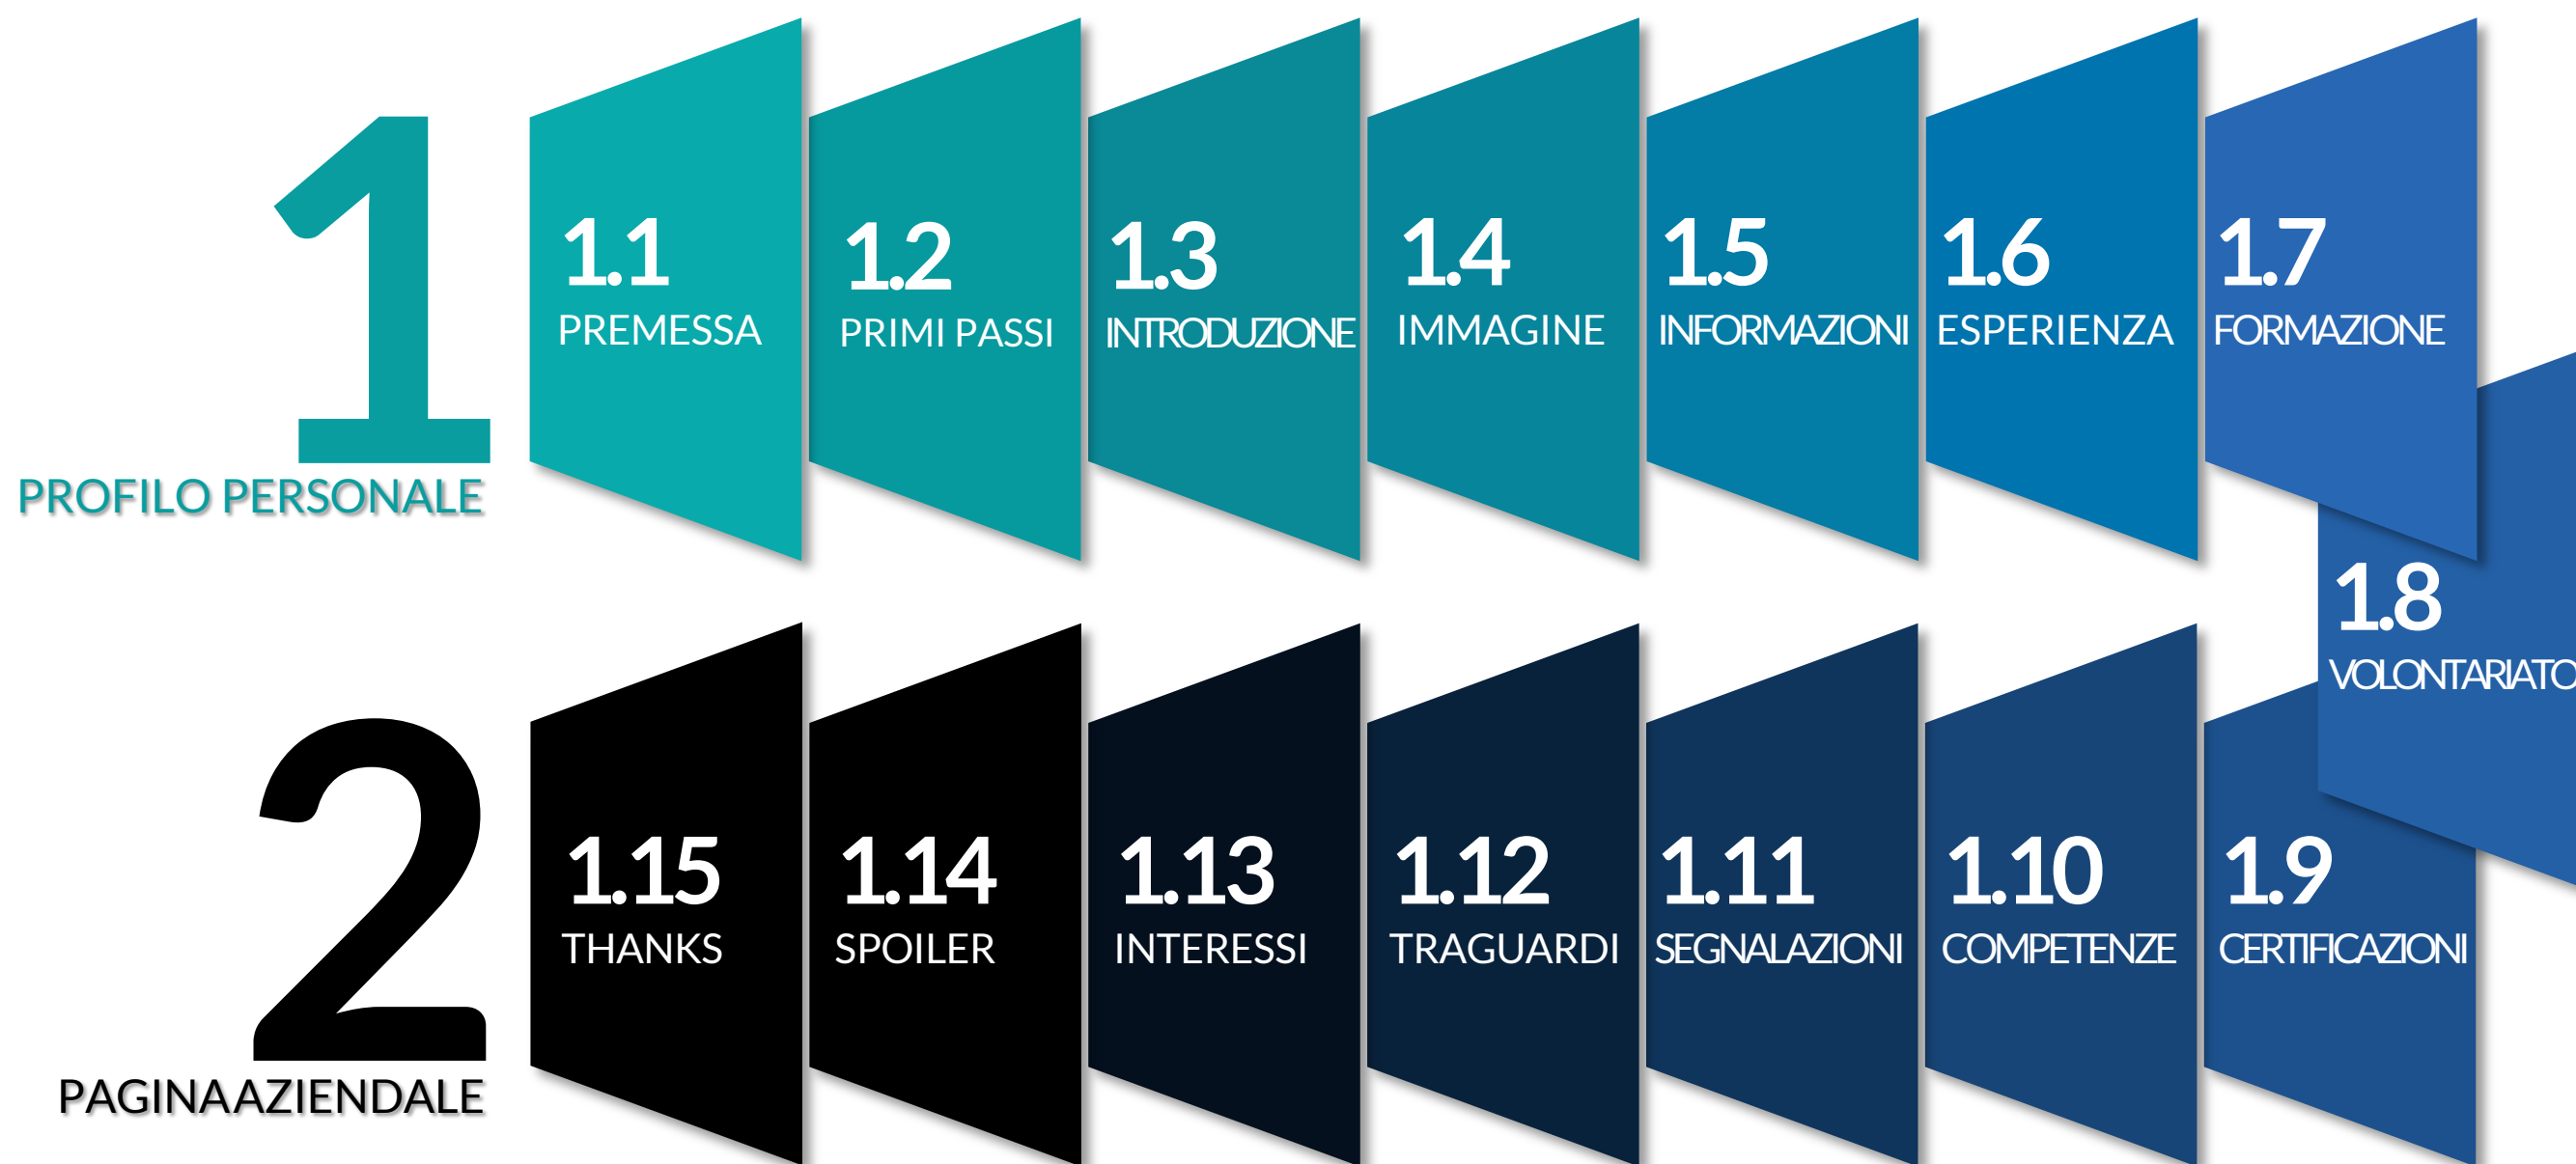 1
PROFILO PERSONALE
1.1
PREMESSA
1.2
PRIMI PASSI
1.3
INTRODUZIONE
1.4
IMMAGINE
1.5
INFORMAZIONI
1.6
ESPERIENZA
1.7
FORMAZIONE
1.8
VOLONTARIATO
1.9
CERTIFICAZIONI
1.10
COMPETENZE
1.11
SEGNALAZIONI
1.12
TRAGUARDI
1.13
INTERESSI
1.14
SPOILER
1.15
THANKS
2
PAGINA AZIENDALE